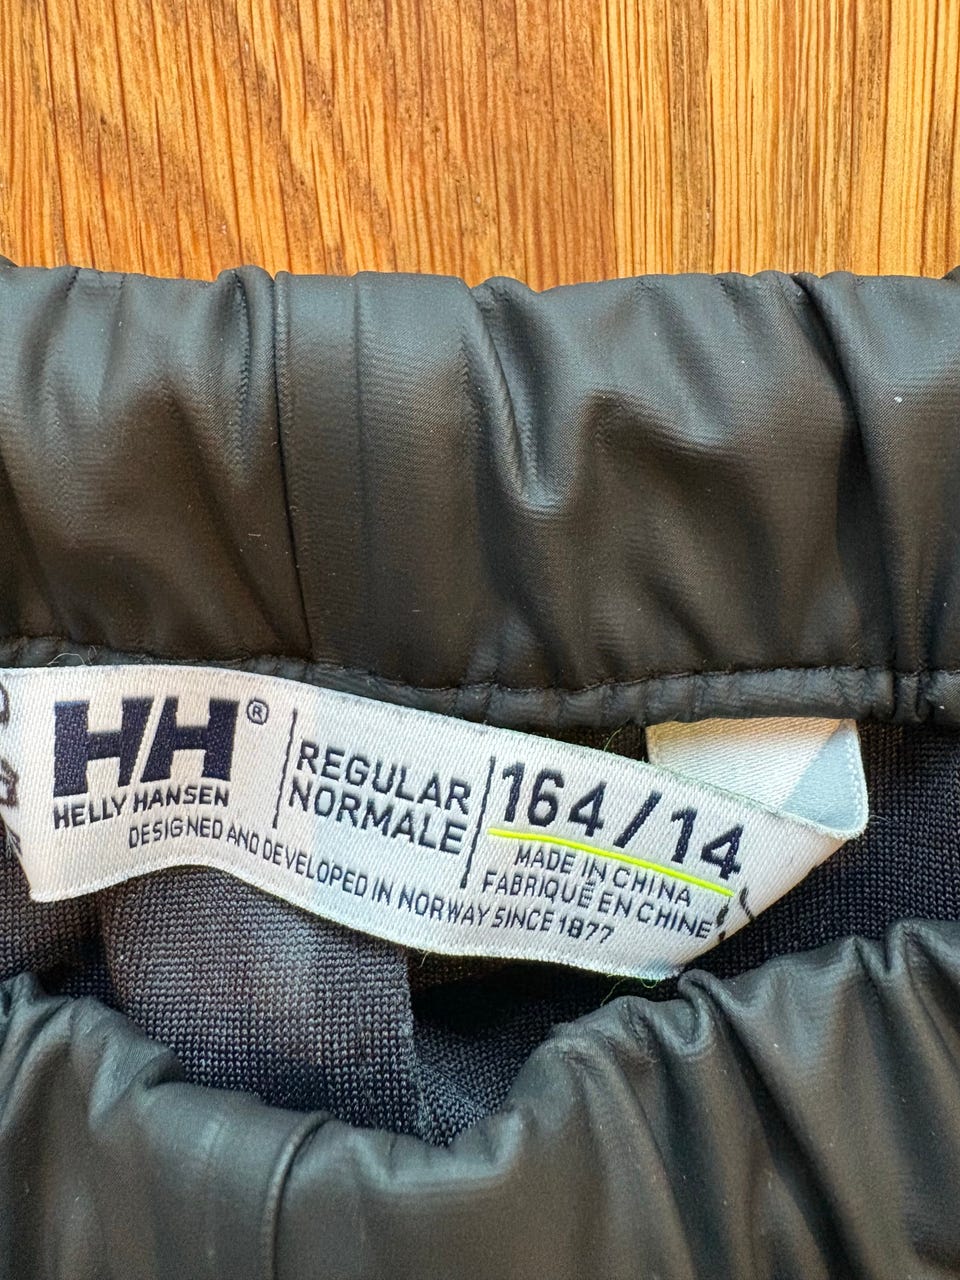 HH®
HELLY HANSEN
REGULAR
NORMALE
164/14
MADE IN CHINA
FABRIQUÉ EN CHINE
DESIGNED AND DEVELOPED IN NORWAY SINCE 1877